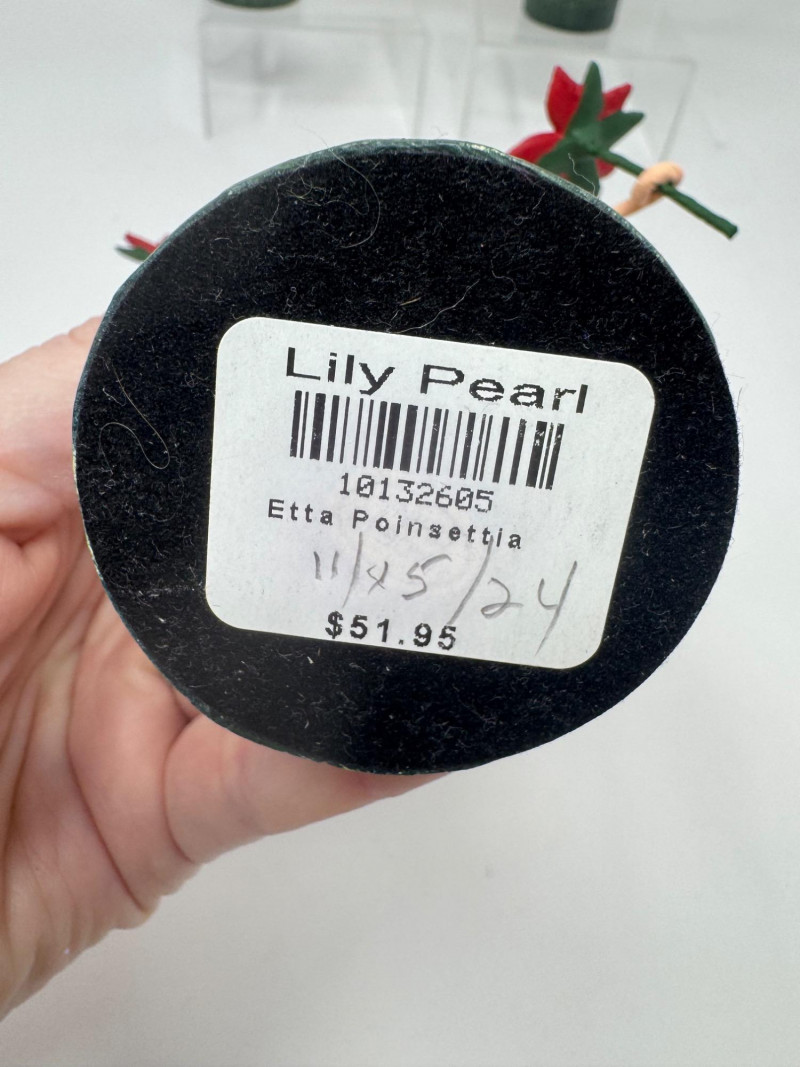 Lily Pearl
10132605
Etta Poinsettia
11/25/24
$51.95